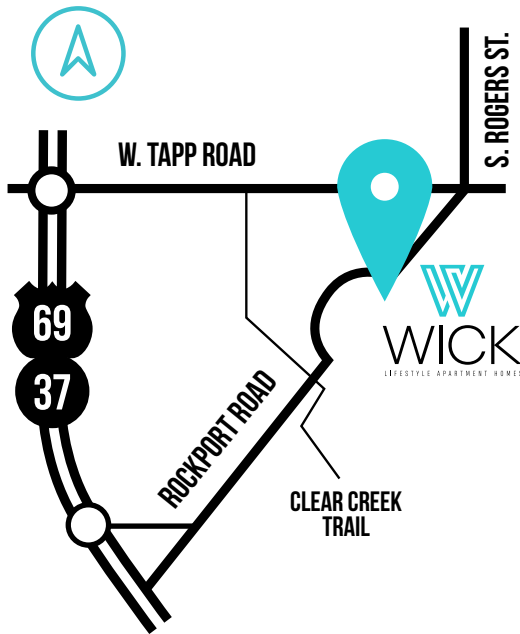 S. ROGERS ST.
W. TAPP ROAD
69
37
W
WICK
LIFESTYLE APARTMENT HOMES
ROCKPORT ROAD
CLEAR CREEK
TRAIL